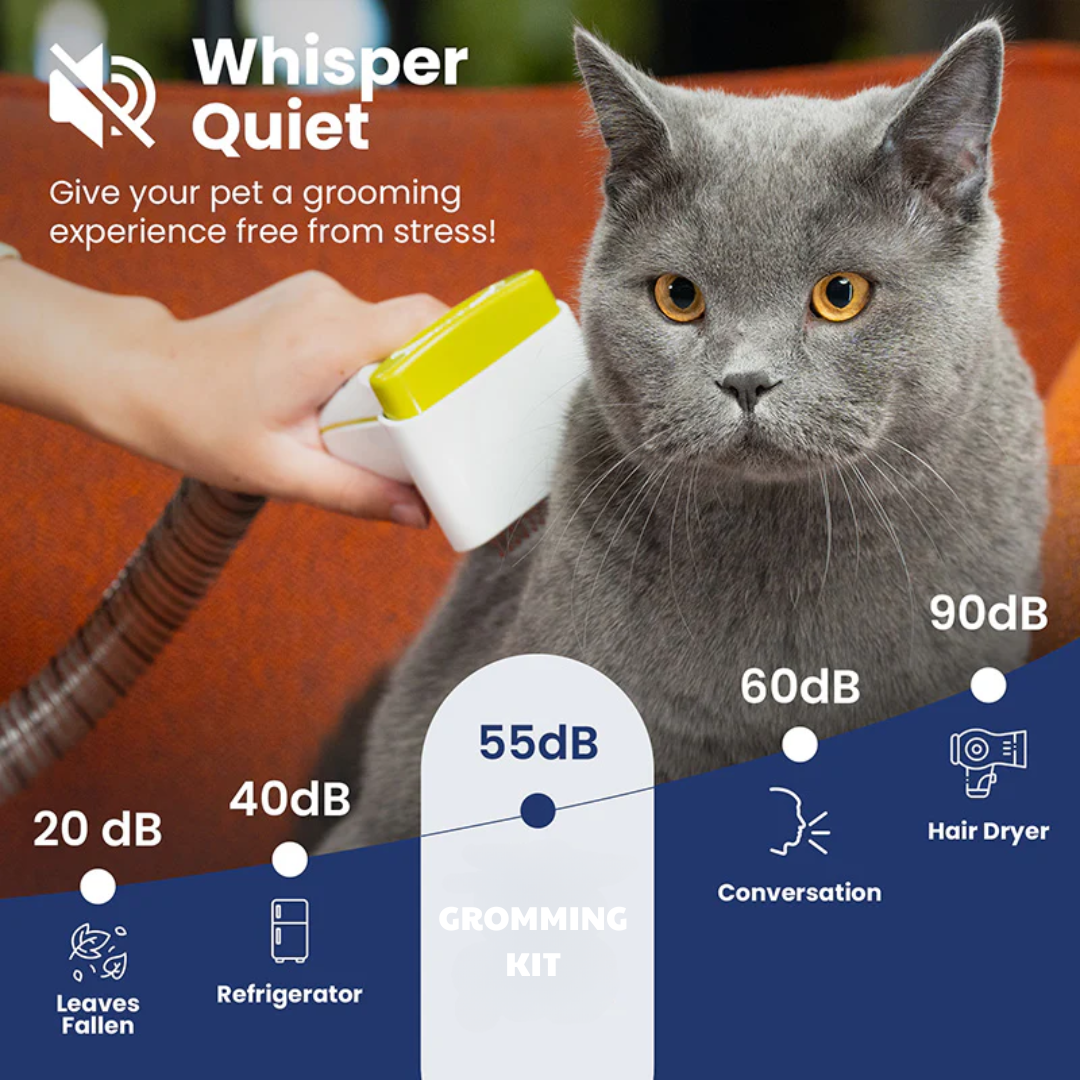 Whisper
Quiet
Give your pet a grooming
experience free from stress!
20 dB
Leaves
Fallen
40dB
Refrigerator
55dB
GROMMING
KIT
60dB
Conversation
90dB
Hair Dryer